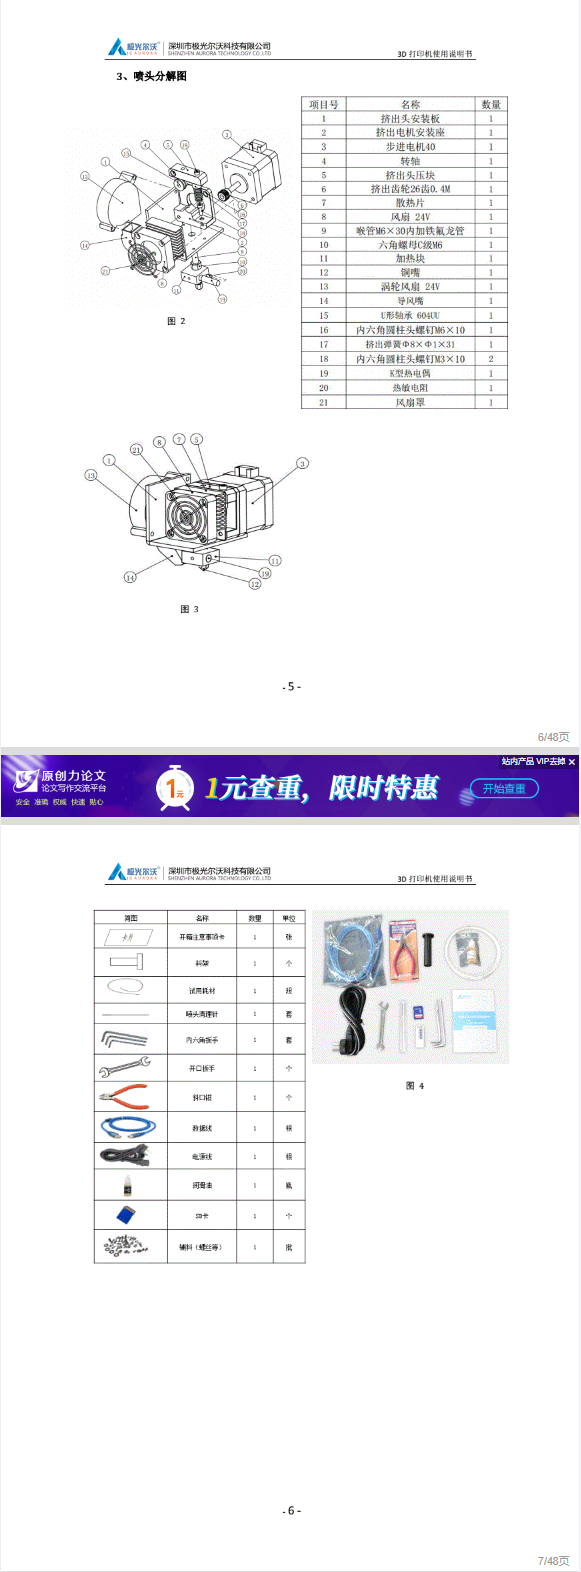 极光尔沃
JGAURORA
深圳市极光尔沃科技有限公司
SHENZHEN AURORA TECHNOLOGY CO.,LTD
3D 打印机使用说明书
3、喷头分解图
项目号 名称 数量
1 挤出头安装板 1
2 挤出电机安装座 1
3 步进电机40 1
4 转轴 1
5 挤出头压块 1
6 挤出齿轮26齿0.4M 1
7 散热片 1
8 风扇 24V 1
9 喉管M6×30内加铁氟龙管 1
10 六角螺母C级M6 1
11 加热块 1
12 铜嘴 1
13 涡轮风扇 24V 1
14 导风嘴 1
15 U形轴承 604UU 1
16 内六角圆柱头螺钉M6×10 1
17 挤出弹簧Φ8×Φ1×31 1
18 内六角圆柱头螺钉M3×10 2
19 K型热电偶 1
20 热敏电阻 1
21 风扇罩 1
图 2
图 3
- 5 -
6/48页
原创力论文
论文写作交流平台
安全 准确 权威 快速 贴心
1元
1元查重，限时特惠
站内产品 VIP去掉 ×
开始查重
极光尔沃
JGAURORA
深圳市极光尔沃科技有限公司
SHENZHEN AURORA TECHNOLOGY CO.,LTD
3D 打印机使用说明书
简图 名称 数量 单位
开箱注意事项卡 1 张
料架 1 个
试用耗材 1 段
喷头清理针 1 套
内六角扳手 1 套
开口扳手 1 个
斜口钳 1 个
数据线 1 根
电源线 1 根
润滑油 1 瓶
SD卡 1 个
辅料（螺丝等） 1 批
图 4
- 6 -
7/48页